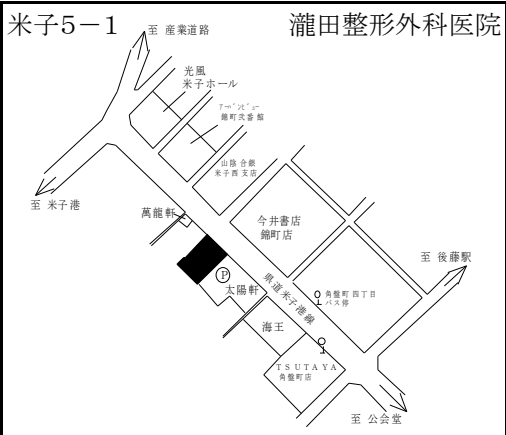 米子5－1
瀧田整形外科医院
至 産業道路
光風
米子ホール
アーバンビュー
錦町弐番館
山陰合銀
米子西支店
至 米子港
萬龍軒
今井書店
錦町店
至 後藤駅
P
太陽軒
県道米子港線
角盤町四丁目
バス停
海王
TSUTAYA
角盤町店
至 公会堂